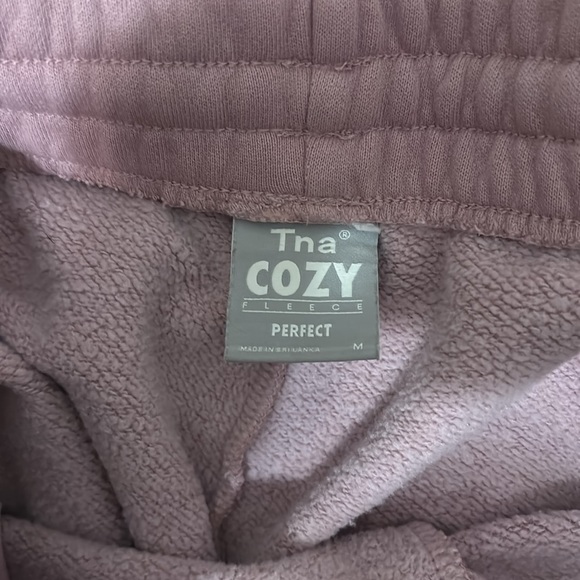 Tna®
COZY
FLEECE
PERFECT
MADE IN SRI LANKA M